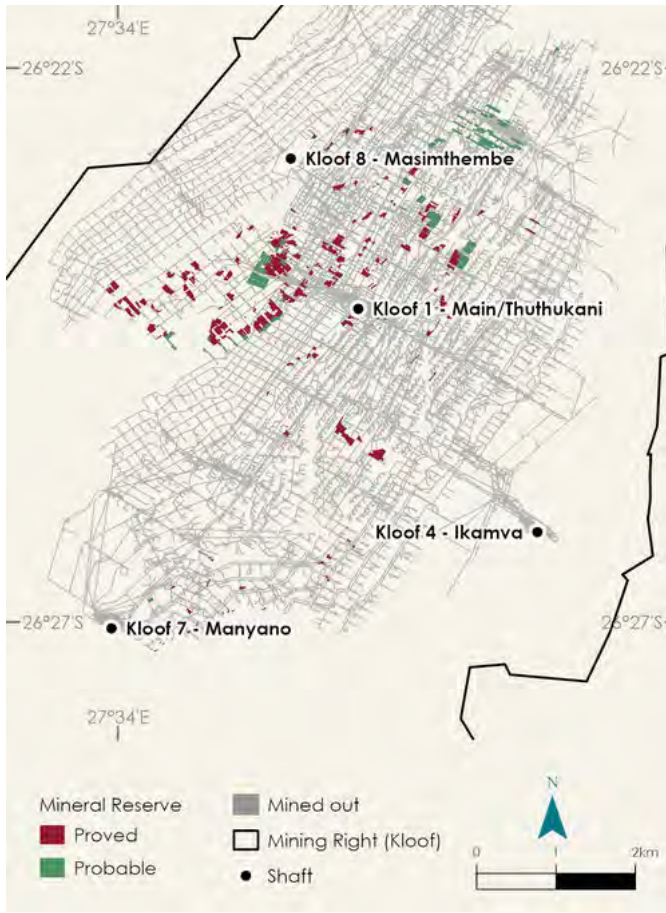 27°34'E
26°22'S
26°22'S
Kloof 8 - Masimthembe
Kloof 1 - Main/Thuthukani
Kloof 4 - Ikamva
26°27'S
26°27'S
Kloof 7 - Manyano
27°34'E
Mineral Reserve
Proved
Probable
Mined out
Mining Right (Kloof)
Shaft
N
0 1 2km